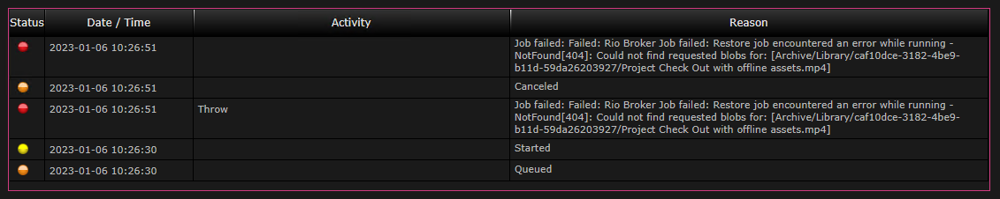 Status Date / Time Activity Reason
2023-01-06 10:26:51 Job failed: Failed: Rio Broker Job failed: Restore job encountered an error while running -
NotFound[404]: Could not find requested blobs for: [Archive/Library/caf10dce-3182-4be9-
b11d-59da26203927/Project Check Out with offline assets.mp4]
2023-01-06 10:26:51 Canceled
2023-01-06 10:26:51 Throw Job failed: Failed: Rio Broker Job failed: Restore job encountered an error while running -
NotFound[404]: Could not find requested blobs for: [Archive/Library/caf10dce-3182-4be9-
b11d-59da26203927/Project Check Out with offline assets.mp4]
2023-01-06 10:26:30 Started
2023-01-06 10:26:30 Queued